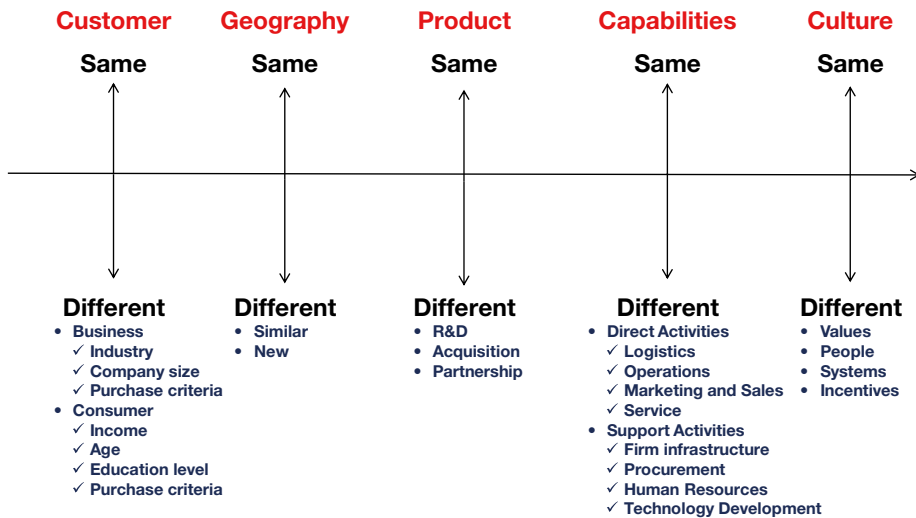 Customer
Same
Different
• Business
✓ Industry
✓ Company size
✓ Purchase criteria
• Consumer
✓ Income
✓ Age
✓ Education level
✓ Purchase criteria
Geography
Same
Different
• Similar
• New
Product
Same
Different
• R&D
• Acquisition
• Partnership
Capabilities
Same
Different
• Direct Activities
✓ Logistics
✓ Operations
✓ Marketing and Sales
✓ Service
• Support Activities
✓ Firm infrastructure
✓ Procurement
✓ Human Resources
✓ Technology Development
Culture
Same
Different
• Values
• People
• Systems
• Incentives